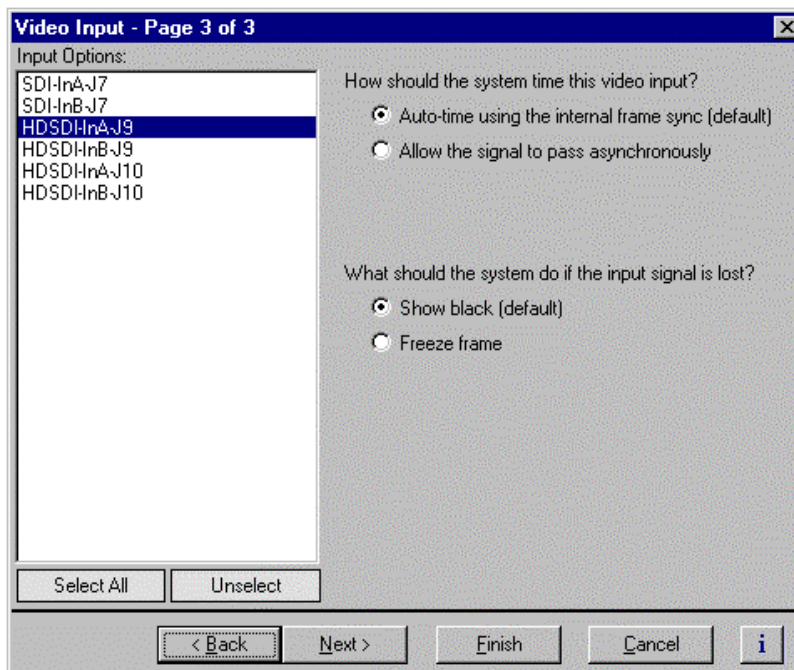 Video Input - Page 3 of 3
Input Options:
SDI-InA-J7
SDI-InB-J7
HDSDI-InA-J9
HDSDI-InB-J9
HDSDI-InA-J10
HDSDI-InB-J10
Select All
Unselect
How should the system time this video input?
Auto-time using the internal frame sync (default)
Allow the signal to pass asynchronously
What should the system do if the input signal is lost?
Show black (default)
Freeze frame
< Back
Next >
Finish
Cancel
i